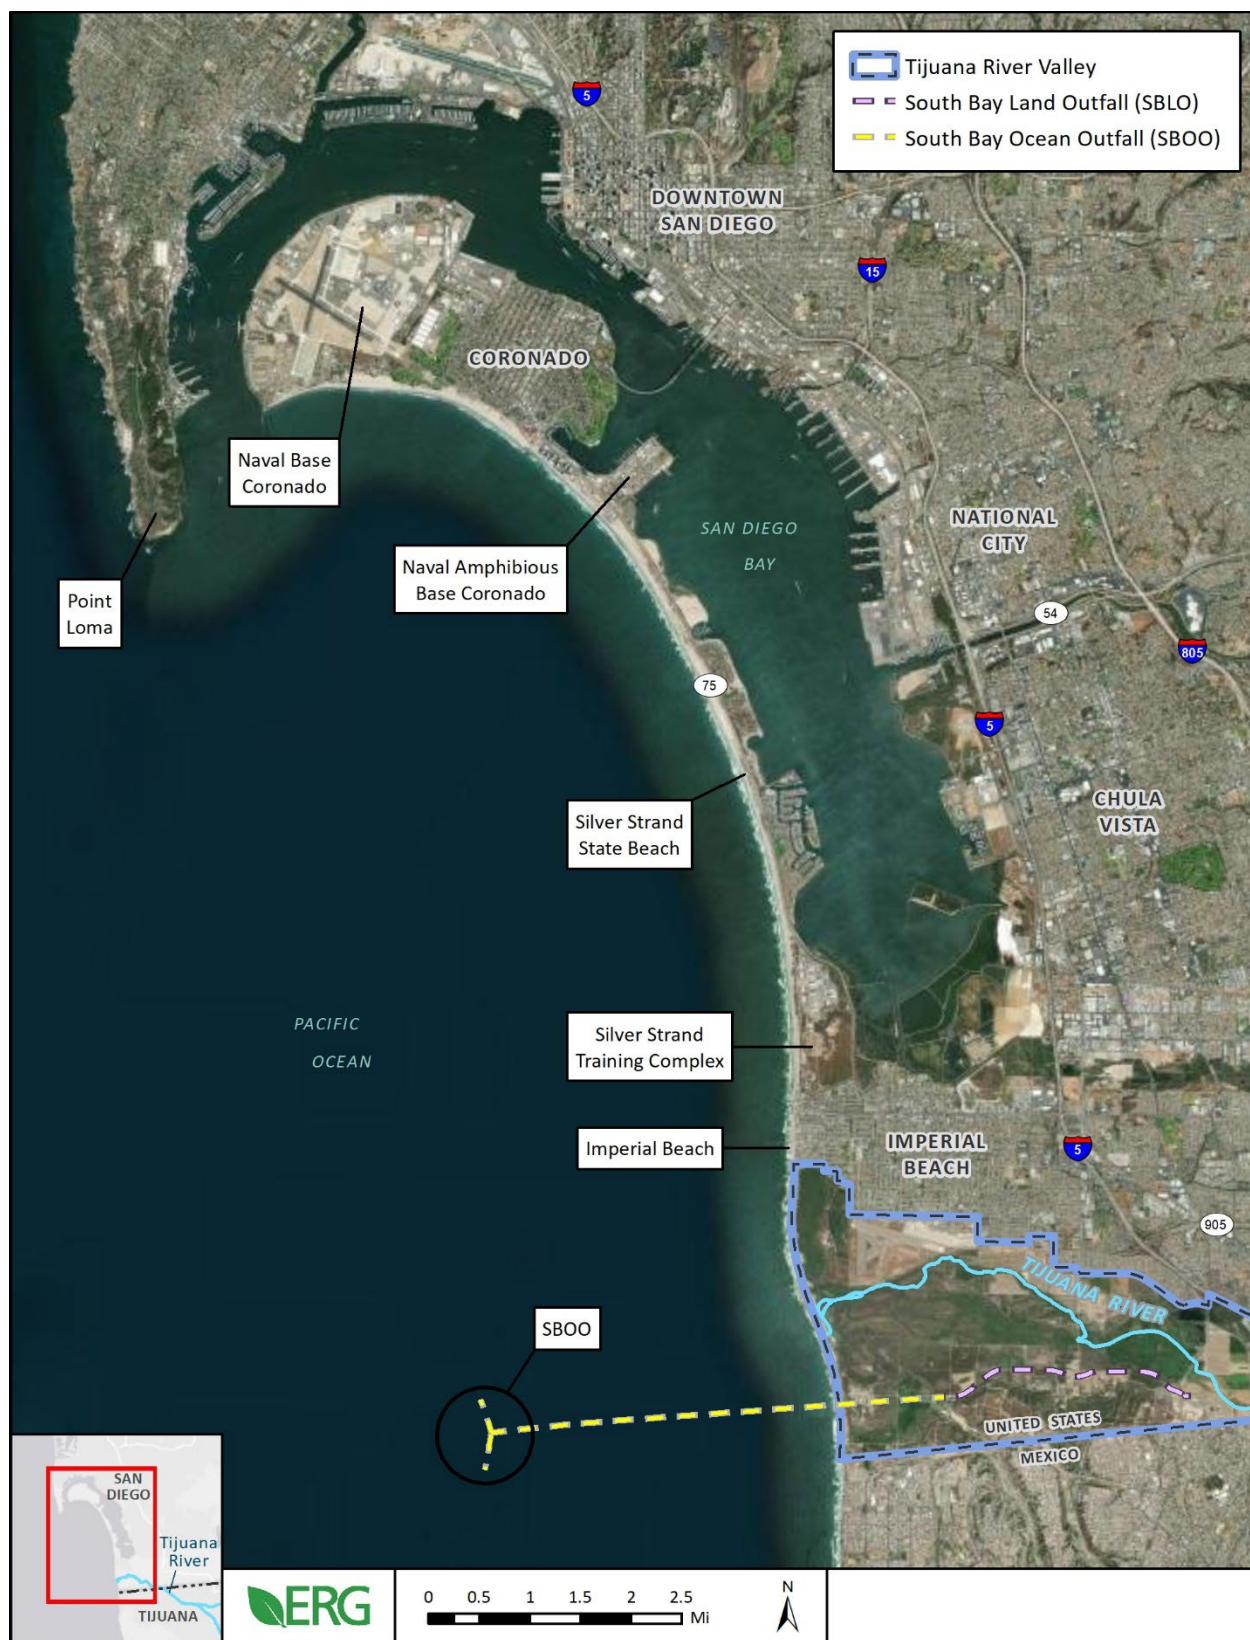 Tijuana River Valley
South Bay Land Outfall (SBLO)
South Bay Ocean Outfall (SBOO)
5
DOWNTOWN
SAN DIEGO
15
CORONADO
Naval Base
Coronado
Point
Loma
Naval Amphibious
Base Coronado
SAN DIEGO
BAY
NATIONAL
CITY
54
805
75
5
Silver Strand
State Beach
CHULA
VISTA
PACIFIC
OCEAN
Silver Strand
Training Complex
Imperial Beach
IMPERIAL
BEACH
5
905
TIJUANA RIVER
SBOO
UNITED STATES
MEXICO
SAN
DIEGO
Tijuana
River
TIJUANA
ERG
0 0.5 1 1.5 2 2.5
Mi
N